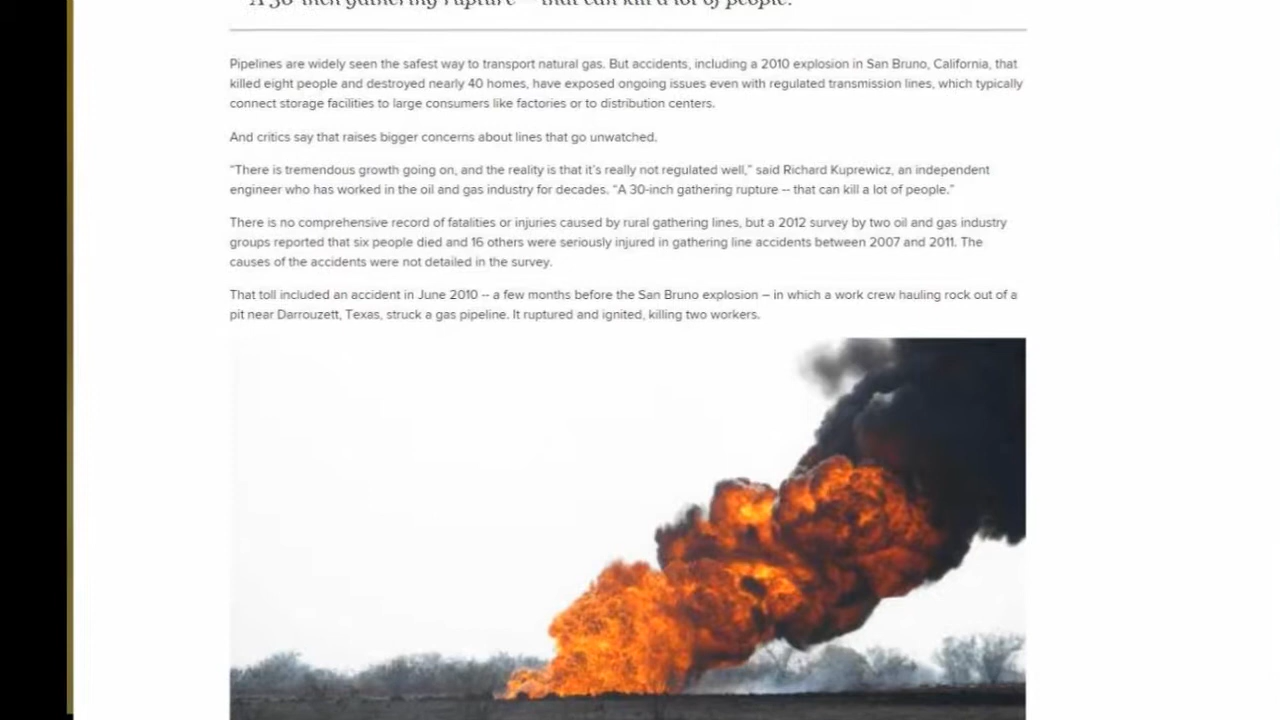 "A 30-inch gathering rupture -- that can kill a lot of people."
Pipelines are widely seen the safest way to transport natural gas. But accidents, including a 2010 explosion in San Bruno, California, that
killed eight people and destroyed nearly 40 homes, have exposed ongoing issues even with regulated transmission lines, which typically
connect storage facilities to large consumers like factories or to distribution centers.
And critics say that raises bigger concerns about lines that go unwatched.
“There is tremendous growth going on, and the reality is that it’s really not regulated well,” said Richard Kuprewicz, an independent
engineer who has worked in the oil and gas industry for decades. “A 30-inch gathering rupture -- that can kill a lot of people.”
There is no comprehensive record of fatalities or injuries caused by rural gathering lines, but a 2012 survey by two oil and gas industry
groups reported that six people died and 16 others were seriously injured in gathering line accidents between 2007 and 2011. The
causes of the accidents were not detailed in the survey.
That toll included an accident in June 2010 -- a few months before the San Bruno explosion – in which a work crew hauling rock out of a
pit near Darrouzett, Texas, struck a gas pipeline. It ruptured and ignited, killing two workers.